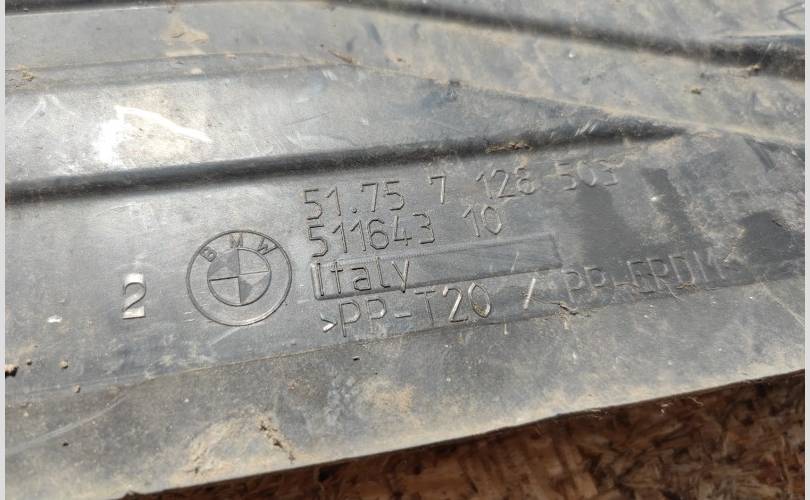 51.75 7 128 503
511643 10
Italy
>PP-T20 / PP-EPDM<
2
BMW